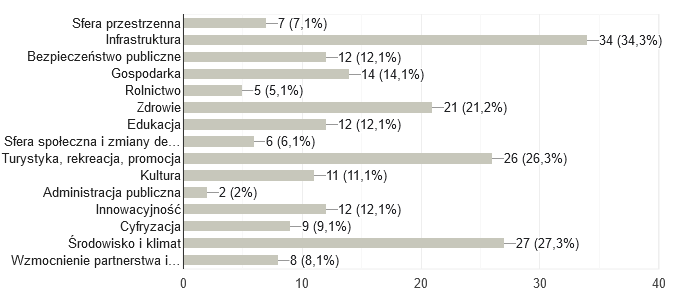 Sfera przestrzenna 7 (7,1%)
Infrastruktura 34 (34,3%)
Bezpieczeństwo publiczne 12 (12,1%)
Gospodarka 14 (14,1%)
Rolnictwo 5 (5,1%)
Zdrowie 21 (21,2%)
Edukacja 12 (12,1%)
Sfera społeczna i zmiany de... 6 (6,1%)
Turystyka, rekreacja, promocja 26 (26,3%)
Kultura 11 (11,1%)
Administracja publiczna 2 (2%)
Innowacyjność 12 (12,1%)
Cyfryzacja 9 (9,1%)
Środowisko i klimat 27 (27,3%)
Wzmocnienie partnerstwa i... 8 (8,1%)
0 10 20 30 40